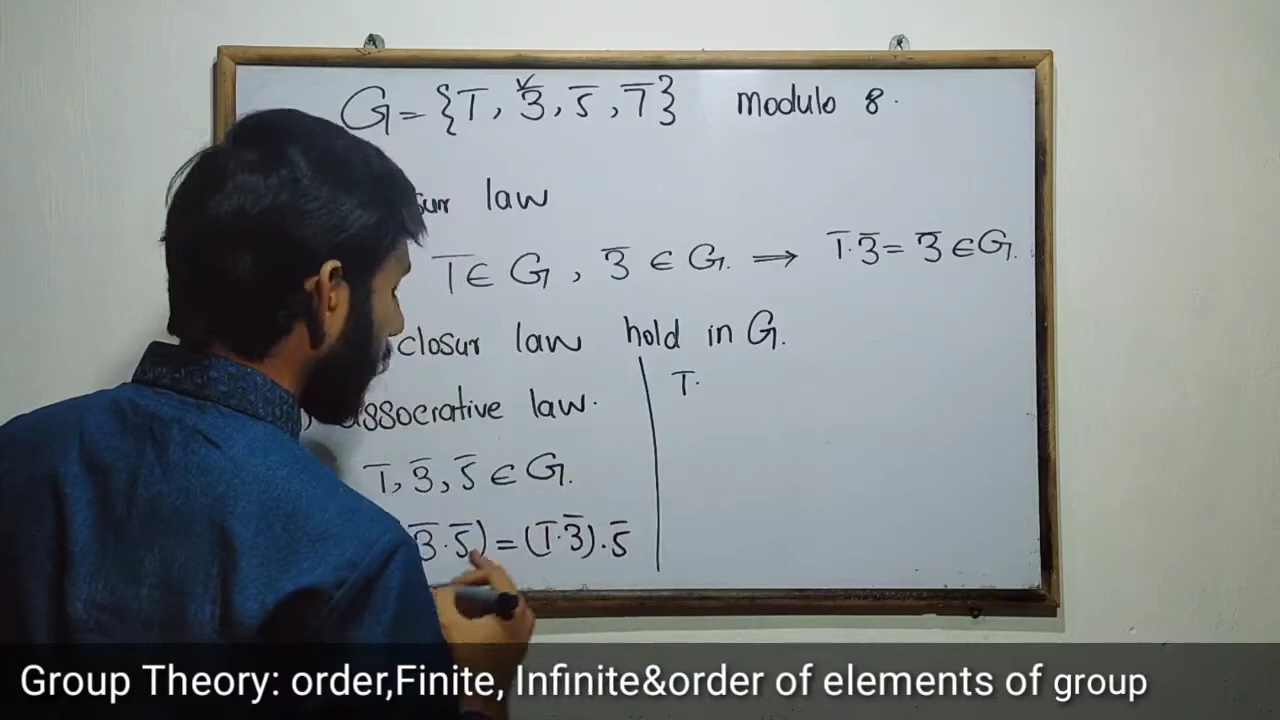 G = {1̅, 3̅, 5̅, 7̅} modulo 8.
law
1̅ ∈ G, 3̅ ∈ G. ⇒ 1̅·3̅ = 3̅ ∈ G.
closur law hold in G.
1̅·
associative law.
1̅, 3̅, 5̅ ∈ G.
3̅·5̅) = (1̅·3̅)·5̅
Group Theory: order,Finite, Infinite&order of elements of group